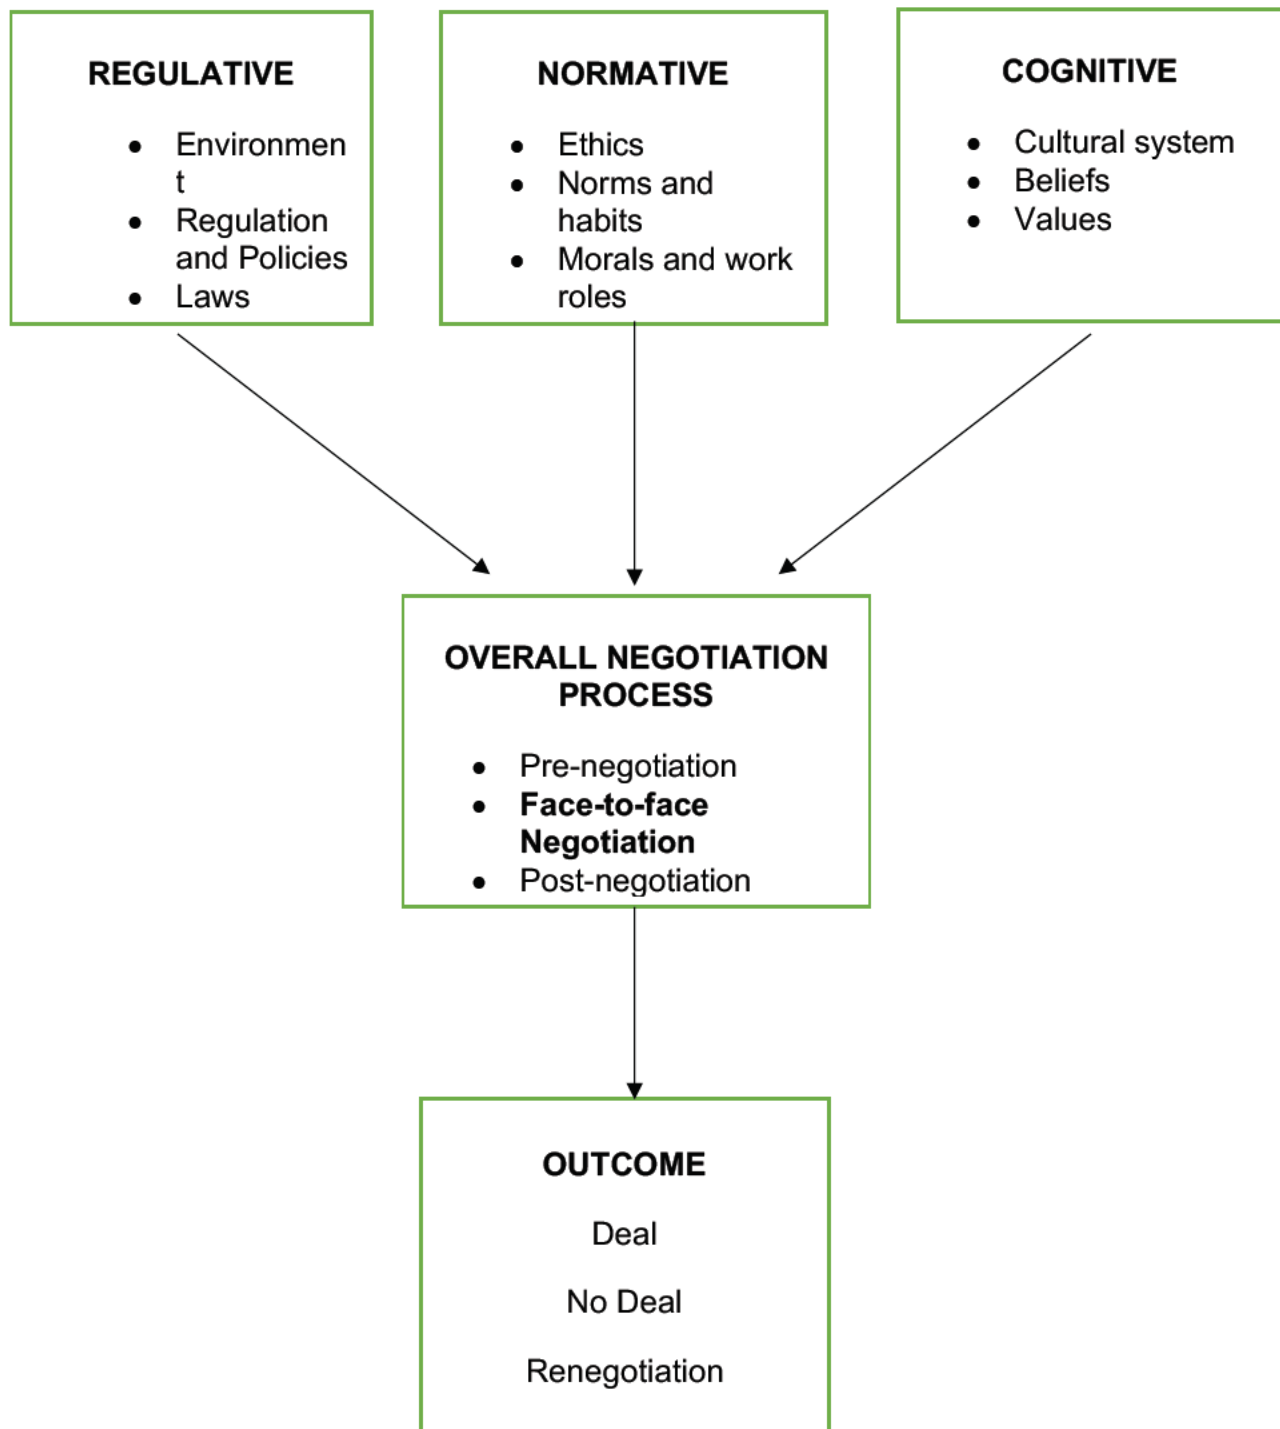 REGULATIVE
● Environmen
t
● Regulation
and Policies
● Laws
NORMATIVE
● Ethics
● Norms and
habits
● Morals and work
roles
COGNITIVE
● Cultural system
● Beliefs
● Values
OVERALL NEGOTIATION
PROCESS
● Pre-negotiation
● Face-to-face
Negotiation
● Post-negotiation
OUTCOME
Deal
No Deal
Renegotiation